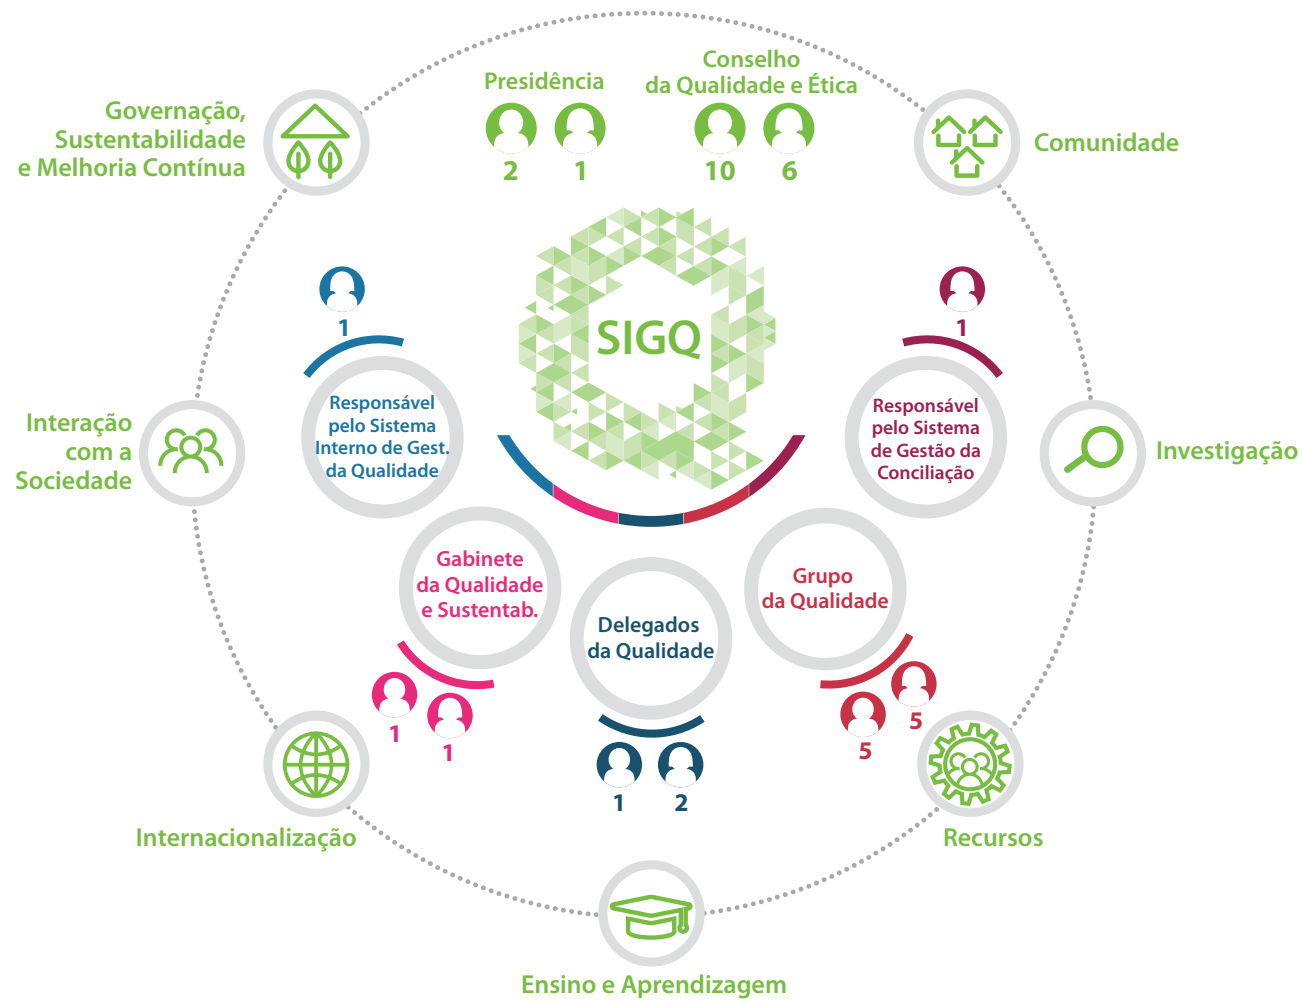 Presidência
2
1
Conselho
da Qualidade e Ética
10
6
Governação,
Sustentabilidade
e Melhoria Contínua
Comunidade
SIGQ
1
Responsável
pelo Sistema
Interno de Gest.
da Qualidade
1
Responsável
pelo Sistema
de Gestão da
Conciliação
Interação
com a
Sociedade
Investigação
Gabinete
da Qualidade
e Sustentab.
1
1
Delegados
da Qualidade
1
2
Grupo
da Qualidade
5
5
Internacionalização
Recursos
Ensino e Aprendizagem